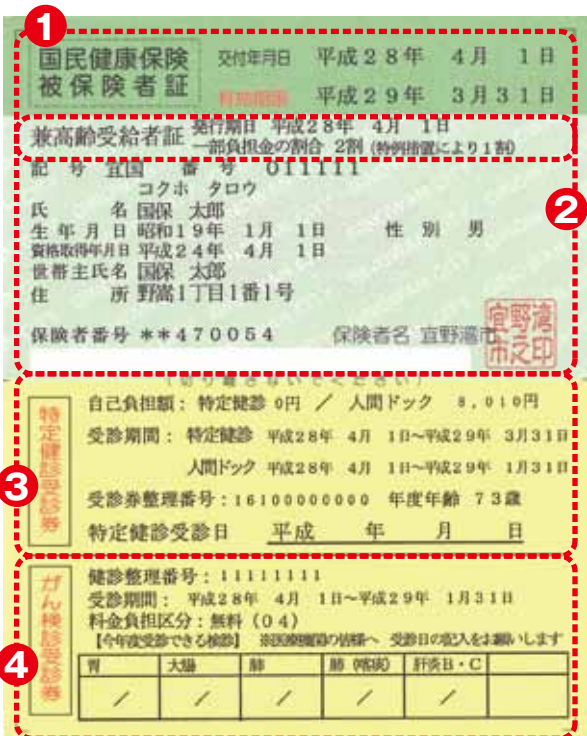 1
国民健康保険 交付年月日 平成28年 4月 1日
被保険者証 有効期限 平成29年 3月31日
兼高齢受給者証 発行期日 平成28年 4月 1日
一部負担金の割合 2割 (特例措置により1割)
記 号 宜国 番 号 011111
2
コクホ タロウ
氏 名 国保 太郎
生年月日 昭和19年 1月 1日 性別 男
資格取得年月日 平成24年 4月 1日
世帯主氏名 国保 太郎
住 所 野嵩1丁目1番1号
保険者番号 **470054 保険者名 宜野湾市
宜野湾市之印
(切り離さないでください)
3
特定健診受診券
自己負担額:特定健診 0円 / 人間ドック 8,010円
受診期間:特定健診 平成28年 4月 1日~平成29年 3月31日
人間ドック 平成28年 4月 1日~平成29年 1月31日
受診券整理番号:16100000000 年度年齢 73歳
特定健診受診日 平成 年 月 日
4
がん検診受診券
健診整理番号:11111111
受診期間: 平成28年 4月 1日~平成29年 1月31日
料金負担区分:無料(04)
【今年度受診できる検診】 ※医療機関の皆様へ 受診日の記入をお願いします
胃 大腸 肺 肺(喀痰) 肝炎B・C
/ / / / /